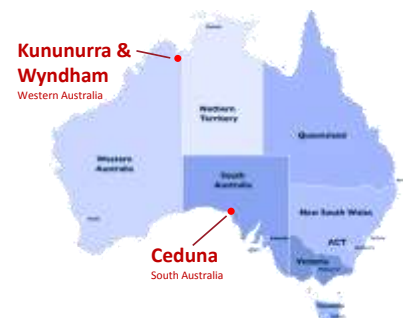 Kununurra &
Wyndham
Western Australia
Northern
Territory
Queensland
Western
Australia
South
Australia
New South Wales
ACT
Victoria
Ceduna
South Australia